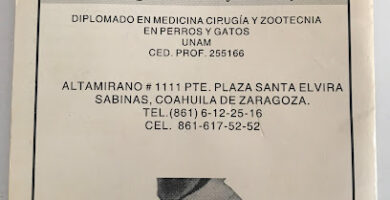 DIPLOMADO EN MEDICINA CIRUGÍA Y ZOOTECNIA
EN PERROS Y GATOS
UNAM
CED. PROF. 255166
ALTAMIRANO # 1111 PTE. PLAZA SANTA ELVIRA
SABINAS, COAHUILA DE ZARAGOZA.
TEL.(861) 6-12-25-16
CEL. 861-617-52-52